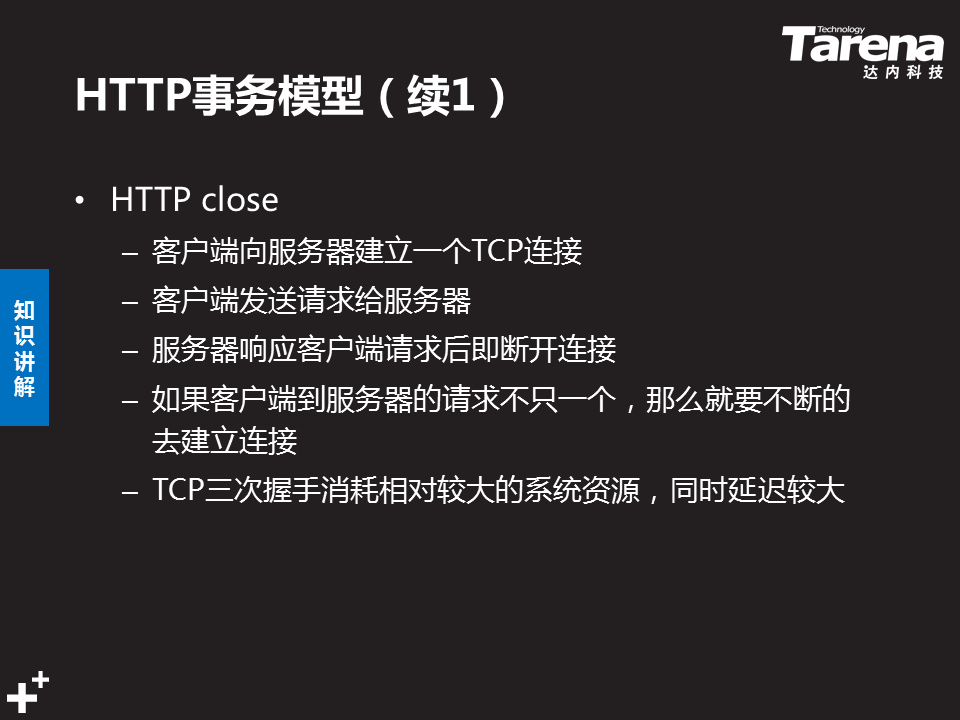 Technology
Tarena
达内科技
HTTP事务模型（续1）
• HTTP close
– 客户端向服务器建立一个TCP连接
– 客户端发送请求给服务器
– 服务器响应客户端请求后即断开连接
– 如果客户端到服务器的请求不只一个，那么就要不断的
去建立连接
– TCP三次握手消耗相对较大的系统资源，同时延迟较大
知
识
讲
解